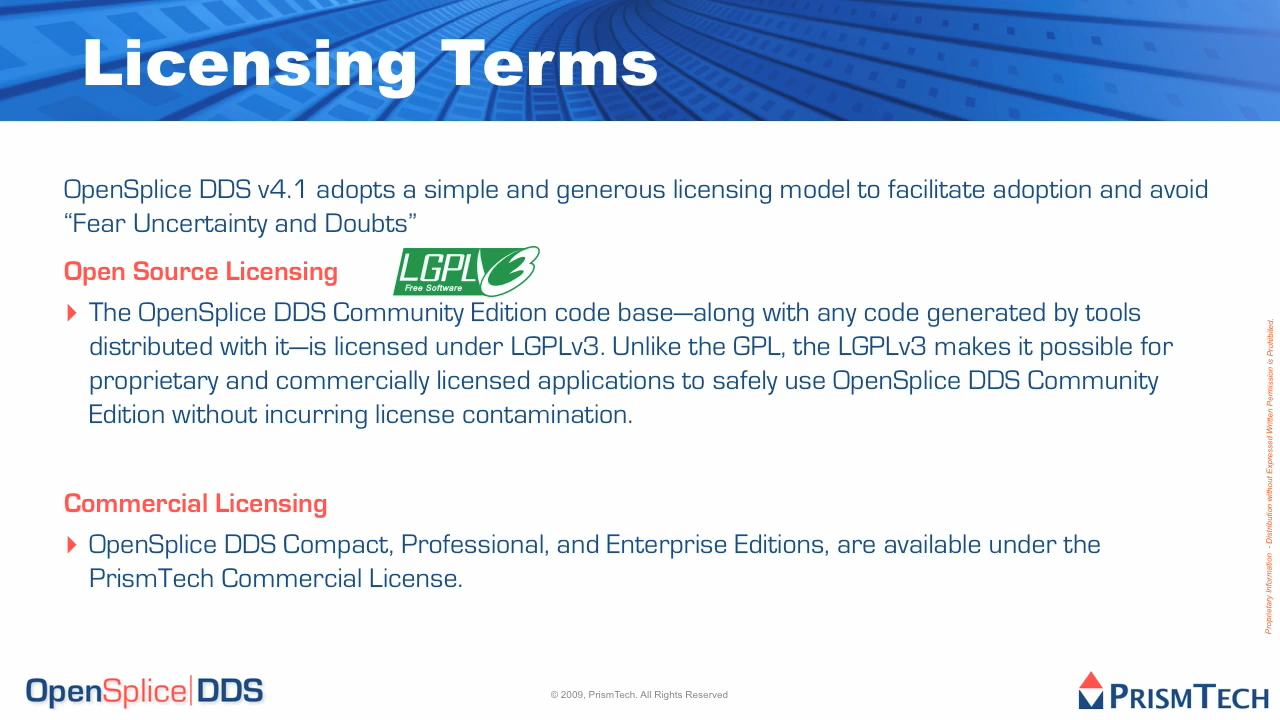 Licensing Terms
OpenSplice DDS v4.1 adopts a simple and generous licensing model to facilitate adoption and avoid
“Fear Uncertainty and Doubts”
Open Source Licensing
LGPLv3
Free Software
The OpenSplice DDS Community Edition code base—along with any code generated by tools
distributed with it—is licensed under LGPLv3. Unlike the GPL, the LGPLv3 makes it possible for
proprietary and commercially licensed applications to safely use OpenSplice DDS Community
Edition without incurring license contamination.
Commercial Licensing
OpenSplice DDS Compact, Professional, and Enterprise Editions, are available under the
PrismTech Commercial License.
Proprietary Information - Distribution without Expressed Written Permission is Prohibited.
OpenSplice|DDS
© 2009, PrismTech. All Rights Reserved
PRISMTECH